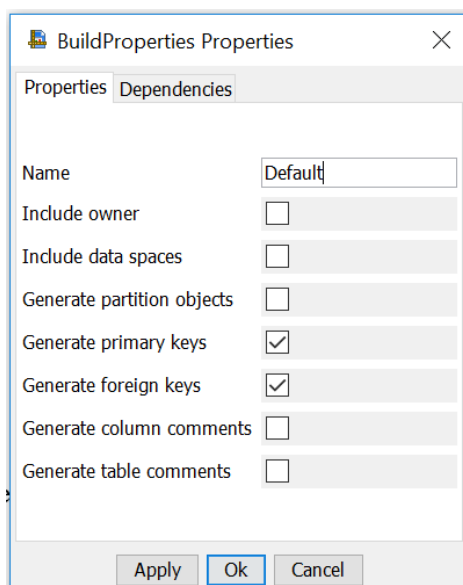 BuildProperties Properties
Properties Dependencies
Name Default
Include owner
Include data spaces
Generate partition objects
Generate primary keys
Generate foreign keys
Generate column comments
Generate table comments
e
Apply Ok Cancel